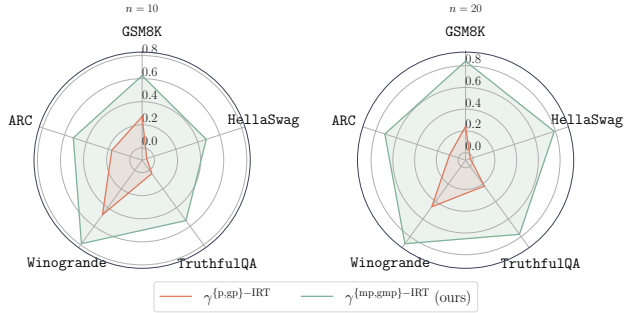 n = 10
GSM8K
0.8
0.6
0.4
0.2
0.0
HellaSwag
ARC
Winogrande
TruthfulQA
n = 20
GSM8K
0.8
0.6
0.4
0.2
0.0
HellaSwag
ARC
Winogrande
TruthfulQA
γ^{p,gp}−IRT
γ^{mp,gmp}−IRT (ours)